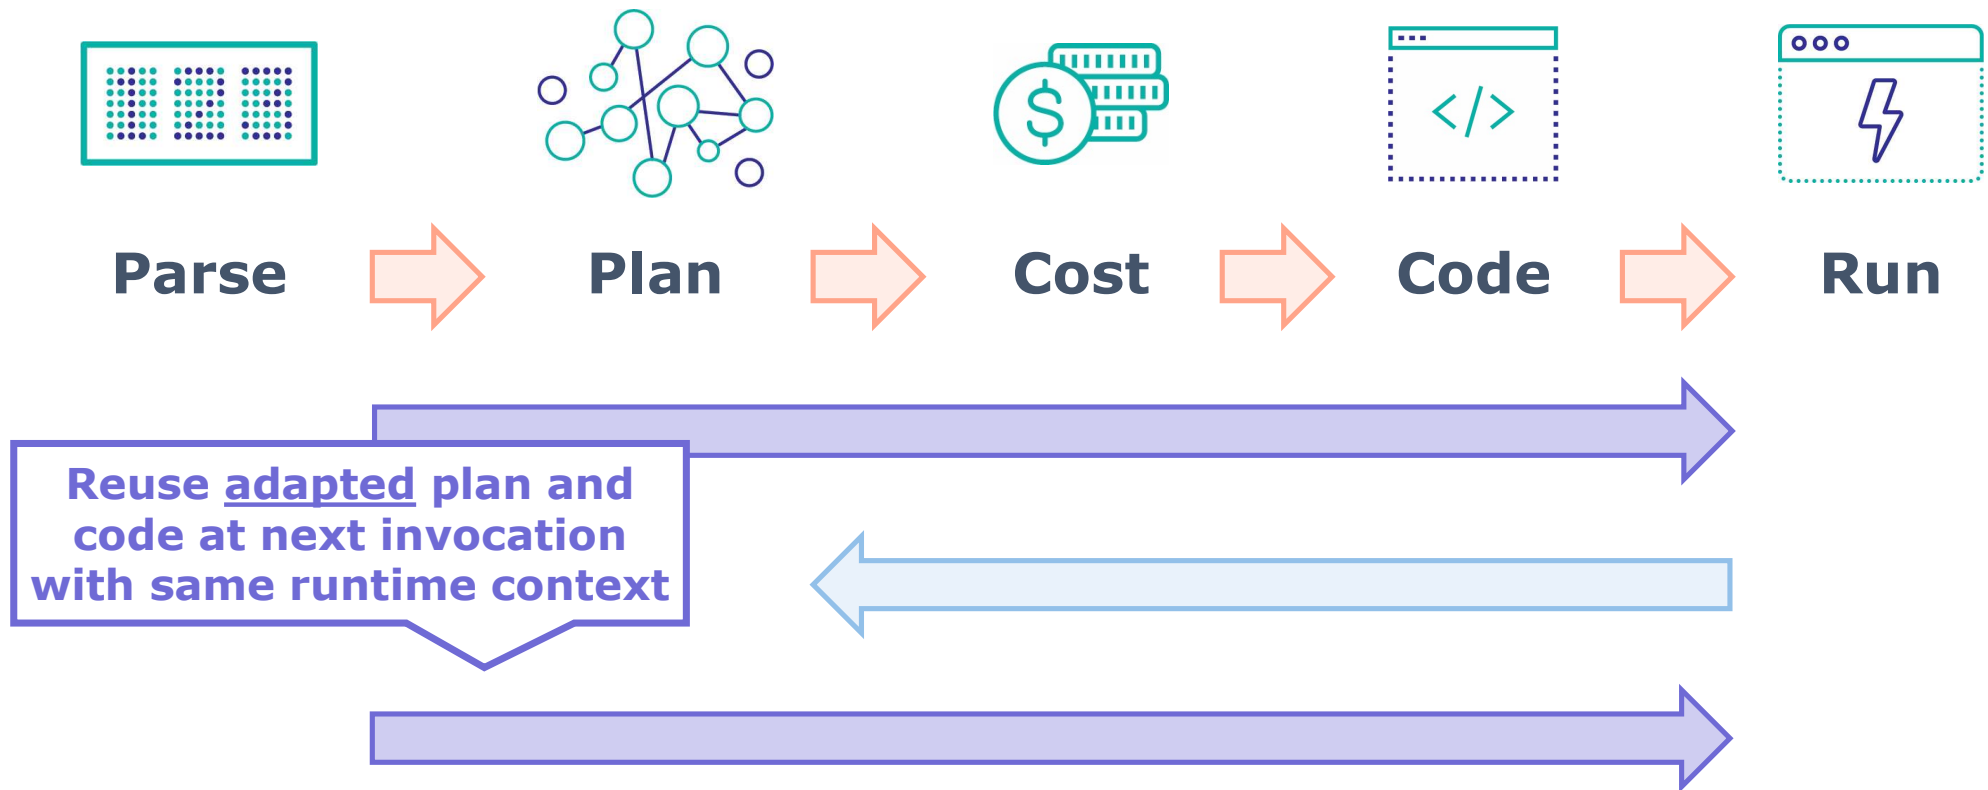 Parse
Plan
Cost
Code
Run
Reuse adapted plan and
code at next invocation
with same runtime context